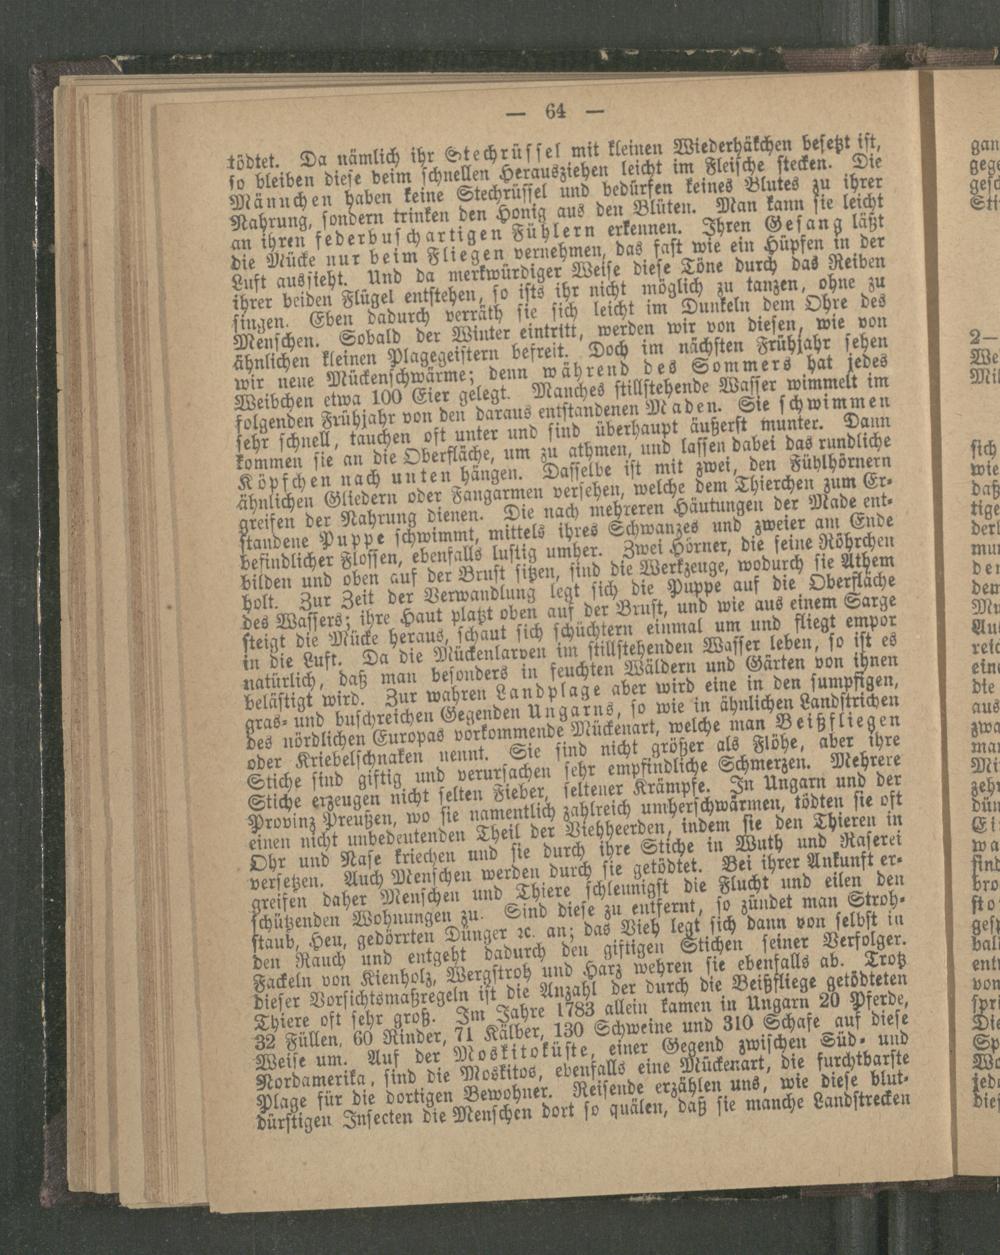 — 64 —
tödtet. Da nämlich ihr Stechrüssel mit kleinen Wiederhäkchen besetzt ist,
so bleiben diese beim schnellen Herausziehen leicht im Fleische stecken. Die
Männchen haben keine Stechrüssel und bedürfen keines Blutes zu ihrer
Nahrung, sondern trinken den Honig aus den Blüten. Man kann sie leicht
an ihren federbuschartigen Fühlern erkennen. Ihren Gesang läßt
die Mücke nur beim Fliegen vernehmen, das fast wie ein Hüpfen in der
Luft aussieht. Und da merkwürdiger Weise diese Töne durch das Reiben
ihrer beiden Flügel entstehen, so ists ihr nicht möglich zu tanzen, ohne zu
singen. Eben dadurch verräth sie sich leicht im Dunkeln dem Ohre des
Menschen. Sobald der Winter eintritt, werden wir von diesen, wie von
ähnlichen kleinen Plagegeistern befreit. Doch im nächsten Frühjahr sehen
wir neue Mückenschwärme; denn während des Sommers hat jedes
Weibchen etwa 100 Eier gelegt. Manches stillstehende Wasser wimmelt im
folgenden Frühjahr von den daraus entstandenen Maden. Sie schwimmen
sehr schnell, tauchen oft unter und sind überhaupt äußerst munter. Dann
kommen sie an die Oberfläche, um zu athmen, und lassen dabei das rundliche
Köpfchen nach unten hängen. Dasselbe ist mit zwei, den Fühlhörnern
ähnlichen Gliedern oder Fangarmen versehen, welche dem Thierchen zum Er-
greifen der Nahrung dienen. Die nach mehreren Häutungen der Made ent-
standene Puppe schwimmt, mittels ihres Schwanzes und zweier am Ende
befindlicher Flossen, ebenfalls lustig umher. Zwei Hörner, die feine Röhrchen
bilden und oben auf der Brust sitzen, sind die Werkzeuge, wodurch sie Athem
holt. Zur Zeit der Verwandlung legt sich die Puppe auf die Oberfläche
des Wassers; ihre Haut platzt oben auf der Brust, und wie aus einem Sarge
steigt die Mücke heraus, schaut sich schüchtern einmal um und fliegt empor
in die Luft. Da die Mückenlarven im stillstehenden Wasser leben, so ist es
natürlich, daß man besonders in feuchten Wäldern und Gärten von ihnen
belästigt wird. Zur wahren Landplage aber wird eine in den sumpfigen,
gras- und buschreichen Gegenden Ungarns, so wie in ähnlichen Landstrichen
des nördlichen Europas vorkommende Mückenart, welche man Beißfliegen
oder Kriebelschnaken nennt. Sie sind nicht größer als Flöhe, aber ihre
Stiche sind giftig und verursachen sehr empfindliche Schmerzen. Mehrere
Stiche erzeugen nicht selten Fieber, seltener Krämpfe. In Ungarn und der
Provinz Preußen, wo sie namentlich zahlreich umherschwärmen, tödten sie oft
einen nicht unbedeutenden Theil der Viehheerden, indem sie den Thieren in
Ohr und Nase kriechen und sie durch ihre Stiche in Wuth und Raserei
versetzen. Auch Menschen werden durch sie getödtet. Bei ihrer Ankunft er-
greifen daher Menschen und Thiere schleunigst die Flucht und eilen den
schützenden Wohnungen zu. Sind diese zu entfernt, so zündet man Stroh-
staub, Heu, gedörrten Dünger ꝛc. an; das Vieh legt sich dann von selbst in
den Rauch und entgeht dadurch den giftigen Stichen seiner Verfolger.
Fackeln von Kienholz, Wergstroh und Harz wehren sie ebenfalls ab. Trotz
dieser Vorsichtsmaßregeln ist die Anzahl der durch die Beißfliege getödteten
Thiere oft sehr groß. Im Jahre 1783 allein kamen in Ungarn 20 Pferde,
32 Füllen, 60 Rinder, 71 Kälber, 130 Schweine und 310 Schafe auf diese
Weise um. Auf der Moskitoküste, einer Gegend zwischen Süd- und
Nordamerika, sind die Moskitos, ebenfalls eine Mückenart, die furchtbarste
Plage für die dortigen Bewohner. Reisende erzählen uns, wie diese blut-
dürstigen Insecten die Menschen dort so quälen, daß sie manche Landstrecken